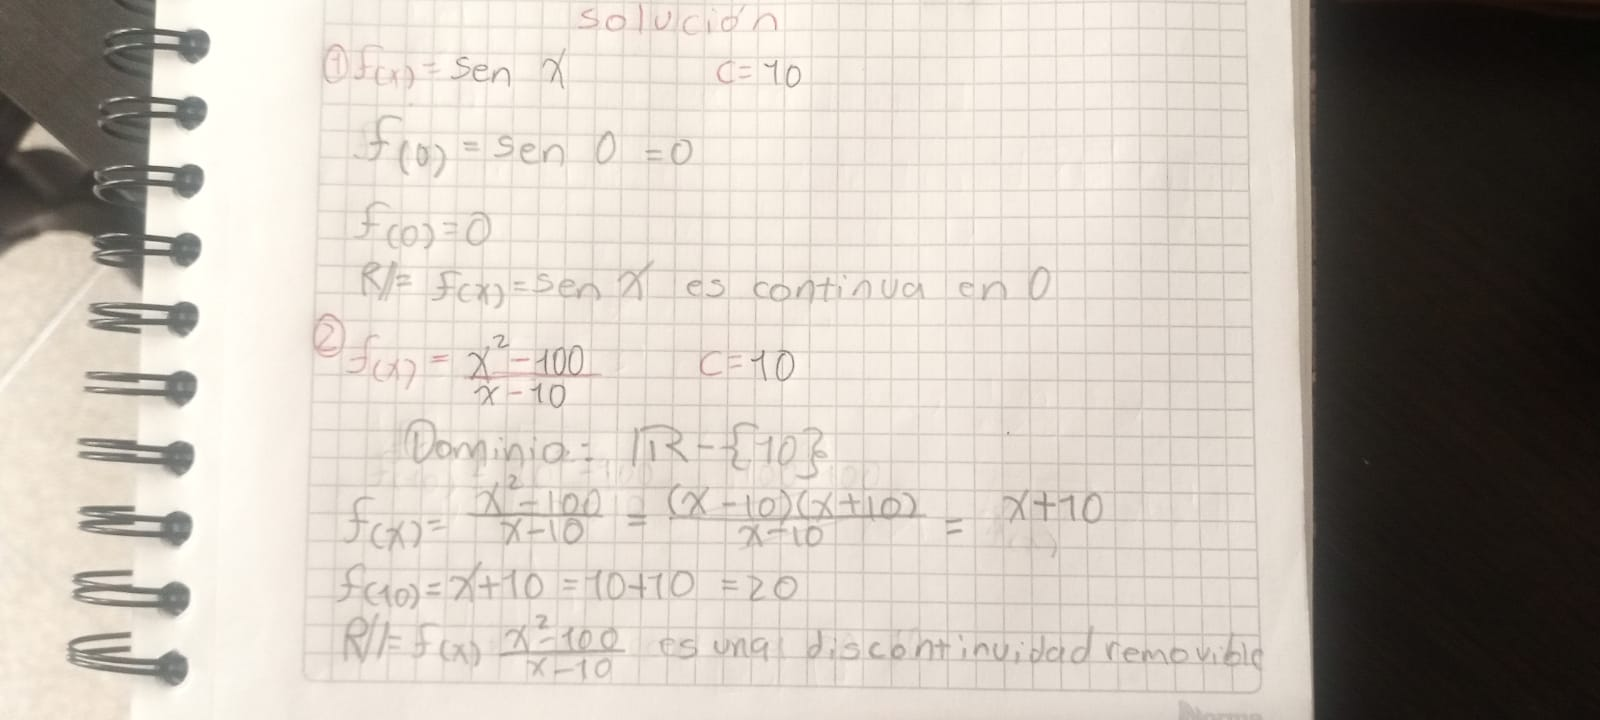 solución
① f(x) = sen x c = 10
f(0) = sen 0 = 0
f(0) = 0
R//= f(x) = sen x es continua en 0
② f(x) = x² - 100 / x - 10 c = 10
Dominio = ℝ - {10}
f(x) = x² - 100 / x - 10 = (x - 10)(x + 10) / x - 10 = x + 10
f(10) = x + 10 = 10 + 10 = 20
R//= f(x) x² - 100 / x - 10 es una discontinuidad removible
Norma